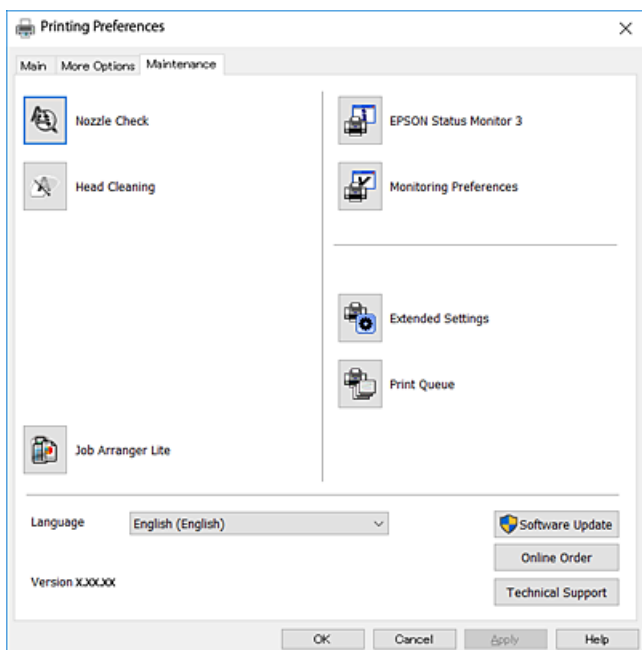 Printing Preferences
Main More Options Maintenance
Nozzle Check
EPSON Status Monitor 3
Head Cleaning
Monitoring Preferences
Extended Settings
Print Queue
Job Arranger Lite
Language English (English)
Software Update
Online Order
Version X.XX.XX
Technical Support
OK Cancel Apply Help